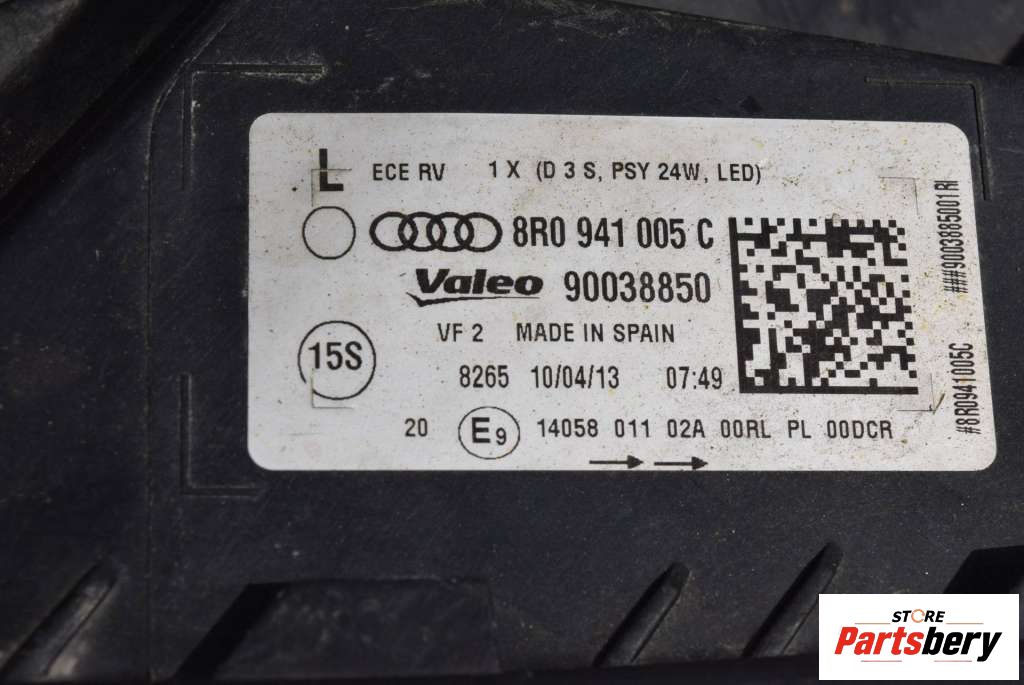 L ECE RV 1 X (D 3 S, PSY 24W, LED)
8R0 941 005 C
Valeo 90038850
VF 2 MADE IN SPAIN
15S
8265 10/04/13 07:49
20 E9 14058 011 02A 00RL PL 00DCR
#8R0941005C ###90038850001RI
STORE
Partsbery